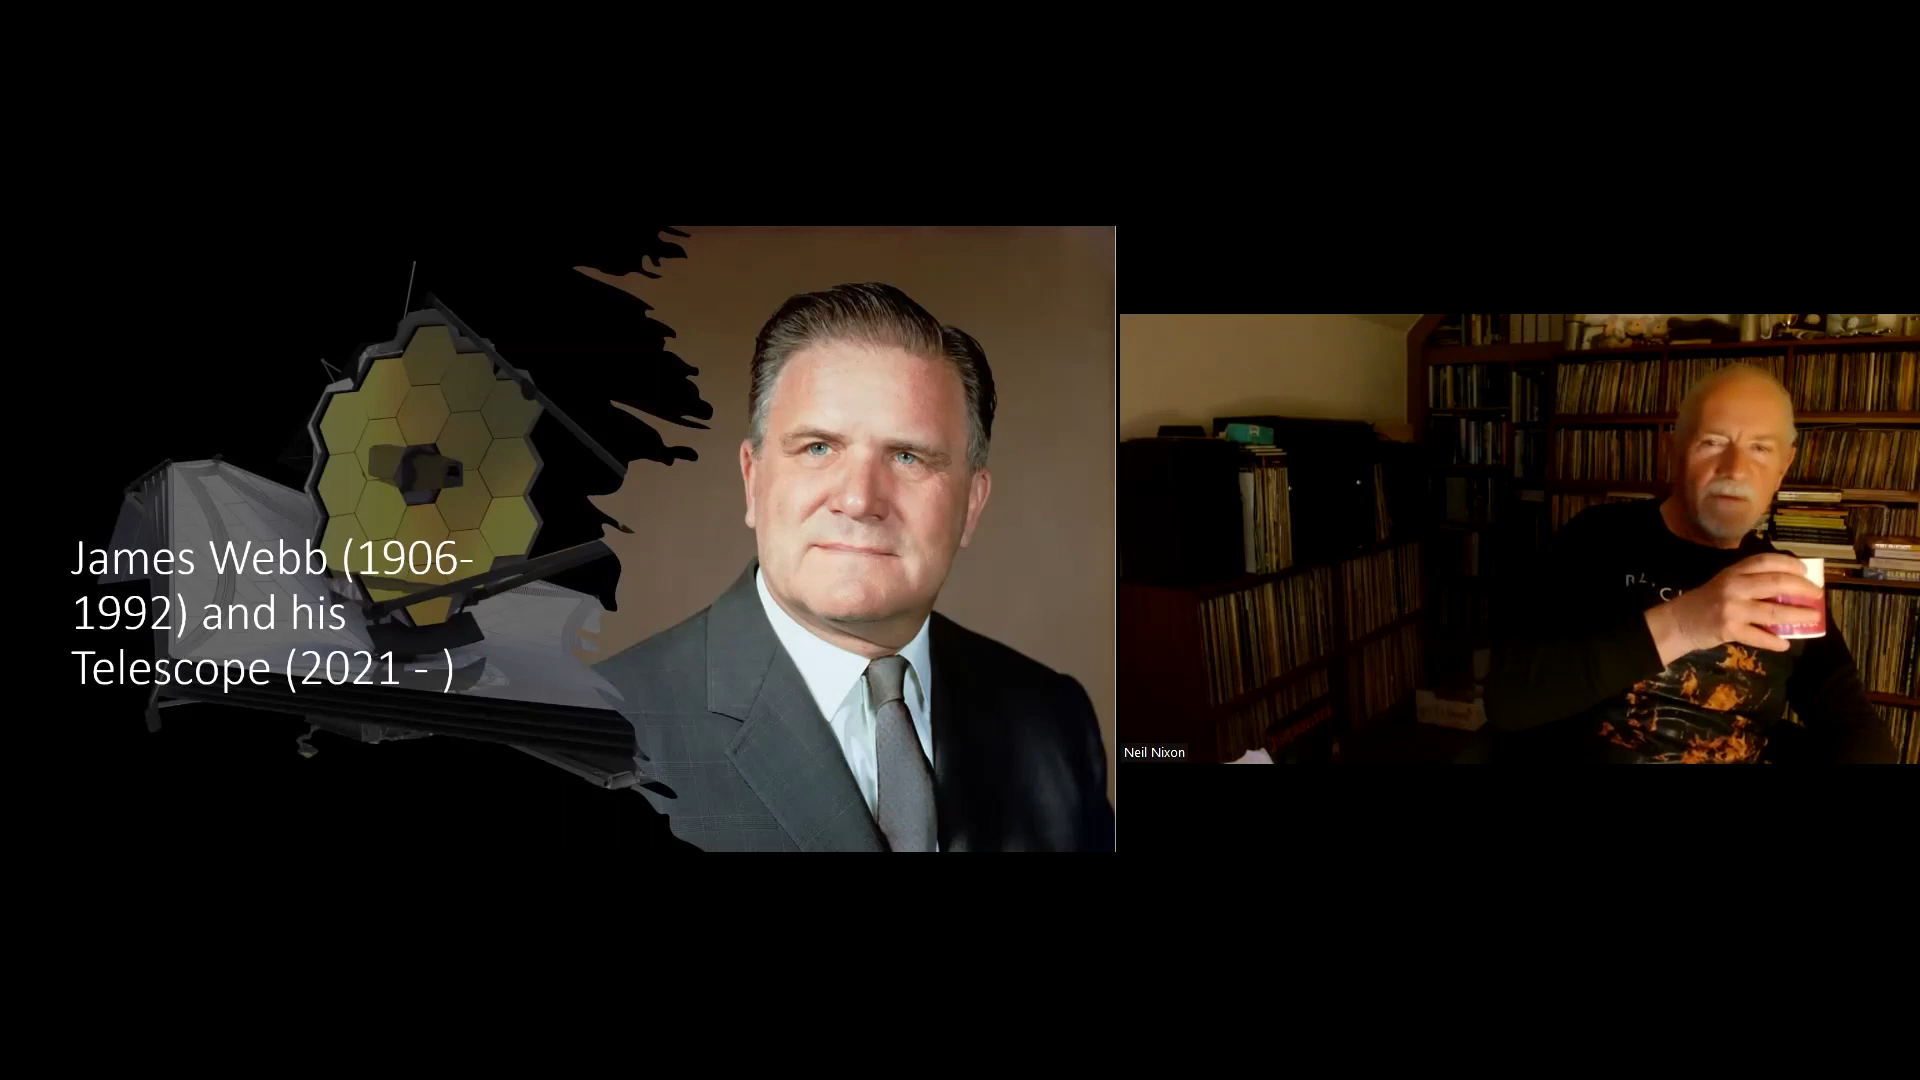 James Webb (1906-
1992) and his
Telescope (2021 - )
Neil Nixon